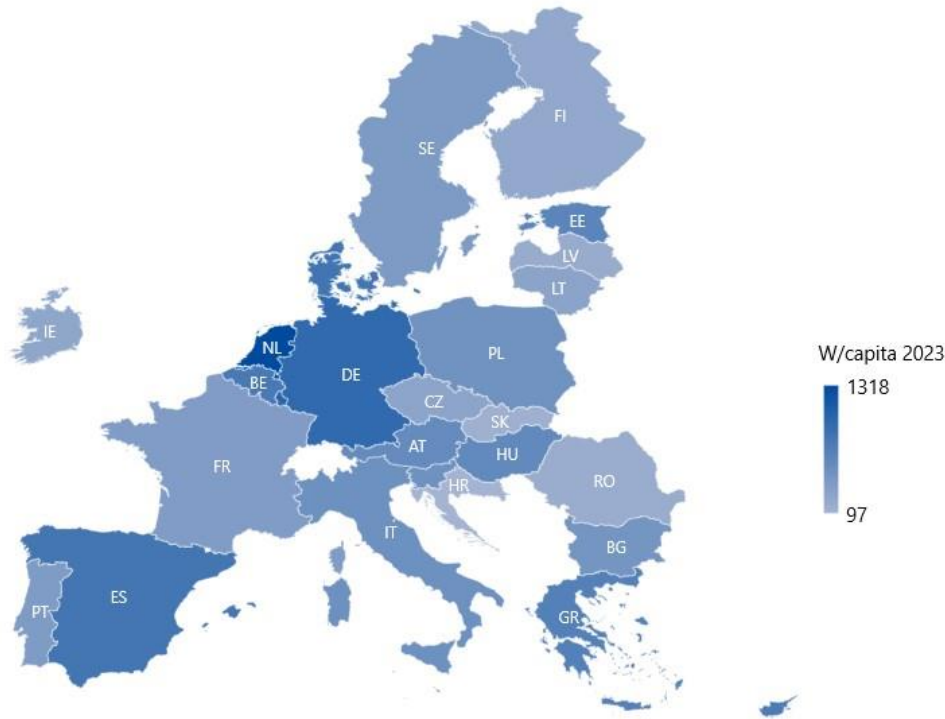 FI
SE
EE
LV
LT
IE
NL
BE
DE
PL
W/capita 2023
1318
97
CZ
SK
AT
HU
FR
HR
RO
IT
BG
ES
PT
GR